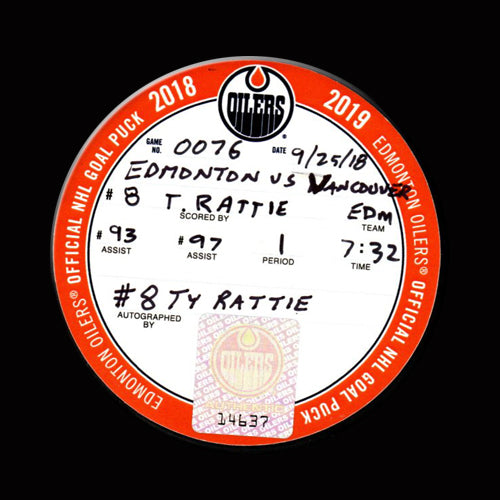 EDMONTON OILERS® OFFICIAL NHL GOAL PUCK 2018
2019 EDMONTON OILERS® OFFICIAL NHL GOAL PUCK
OILERS
GAME NO. 0076 DATE 9/25/18
EDMONTON VS VANCOUVER
# 8 T. RATTIE EDM
SCORED BY TEAM
# 93 # 97 1 7:32
ASSIST ASSIST PERIOD TIME
#8 TY RATTIE
AUTOGRAPHED BY
OILERS
14637